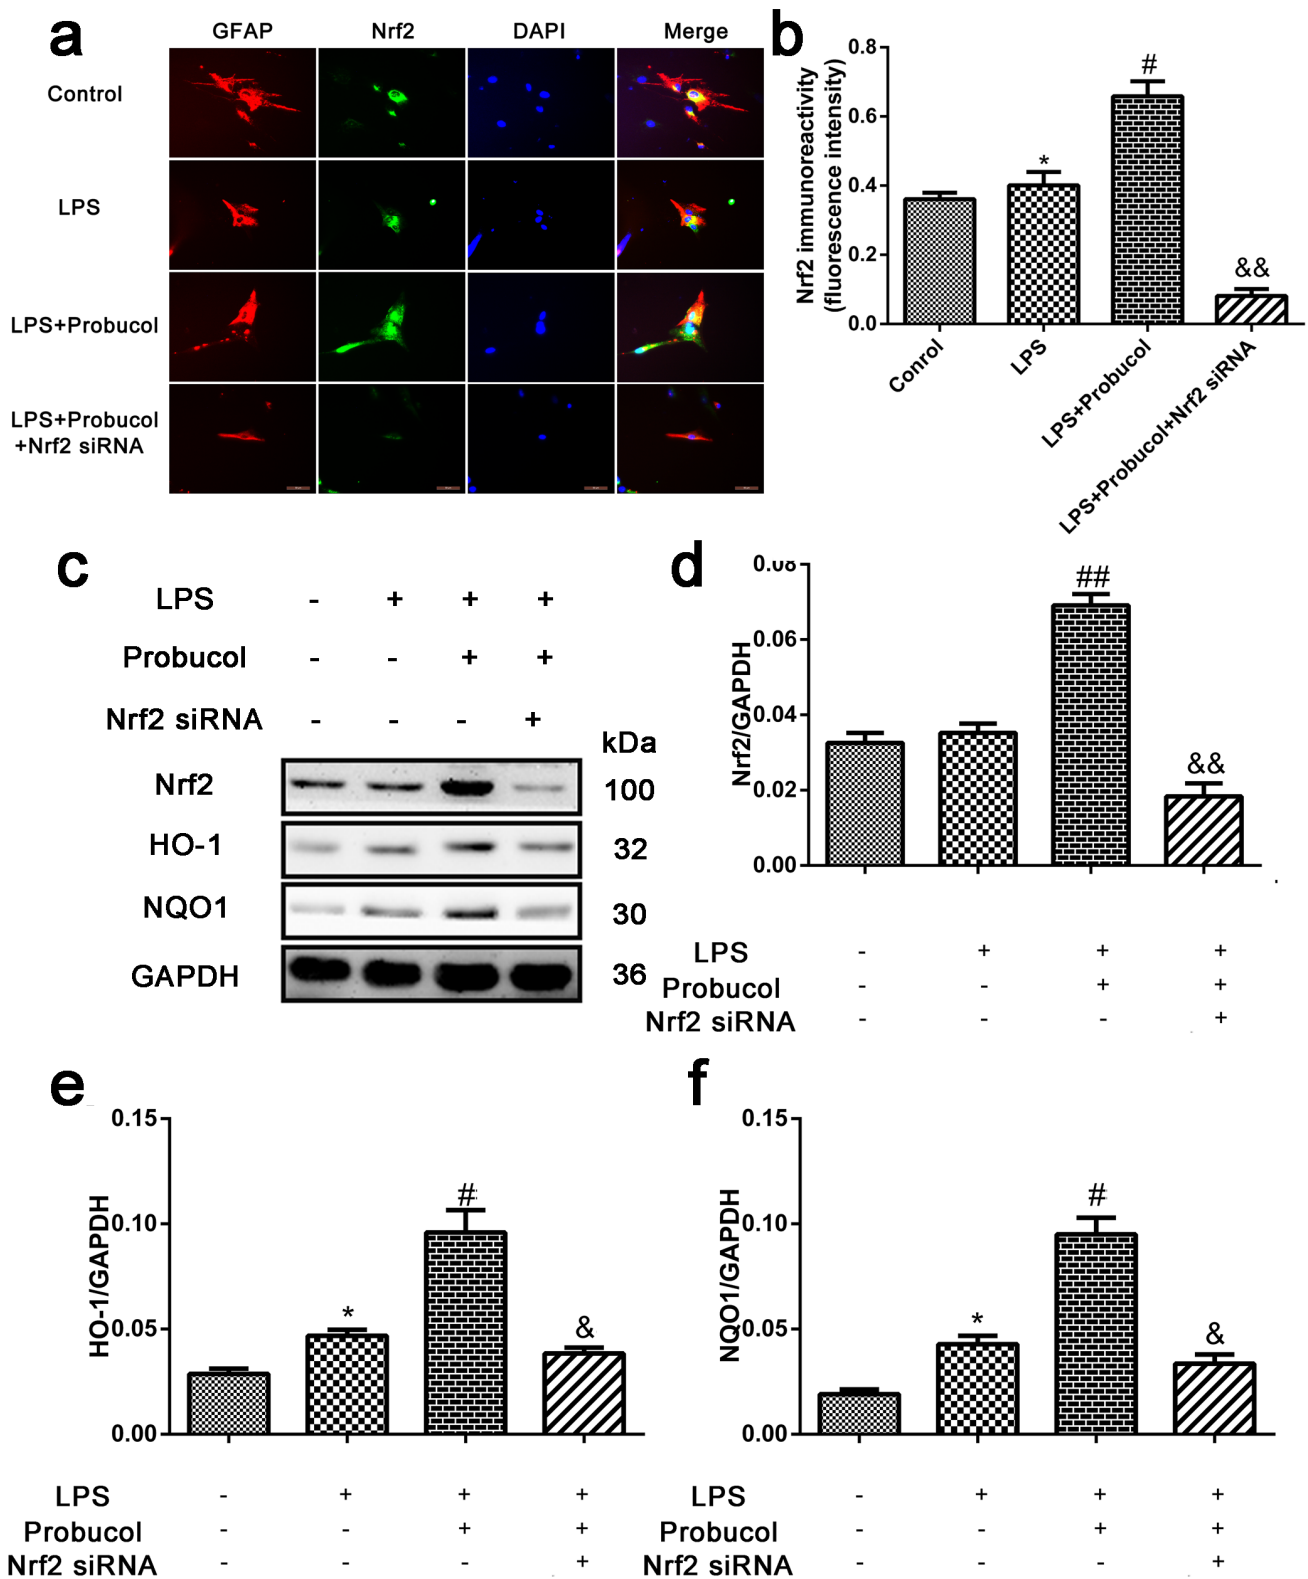 a
GFAP Nrf2 DAPI Merge
Control
LPS
LPS+Probucol
LPS+Probucol
+Nrf2 siRNA
b
Nrf2 immunoreactivity
(fluorescence intensity)
0.8
0.6
0.4
0.2
0.0
*
#
&&
Conrol
LPS
LPS+Probucol
LPS+Probucol+Nrf2 siRNA
c
LPS - + + +
Probucol - - + +
Nrf2 siRNA - - - +
kDa
Nrf2 100
HO-1 32
NQO1 30
GAPDH 36
d
Nrf2/GAPDH
0.08
0.06
0.04
0.02
0.00
##
&&
LPS - + + +
Probucol - - + +
Nrf2 siRNA - - - +
e
HO-1/GAPDH
0.15
0.10
0.05
0.00
*
#
&
LPS - + + +
Probucol - - + +
Nrf2 siRNA - - - +
f
NQO1/GAPDH
0.15
0.10
0.05
0.00
*
#
&
LPS - + + +
Probucol - - + +
Nrf2 siRNA - - - +